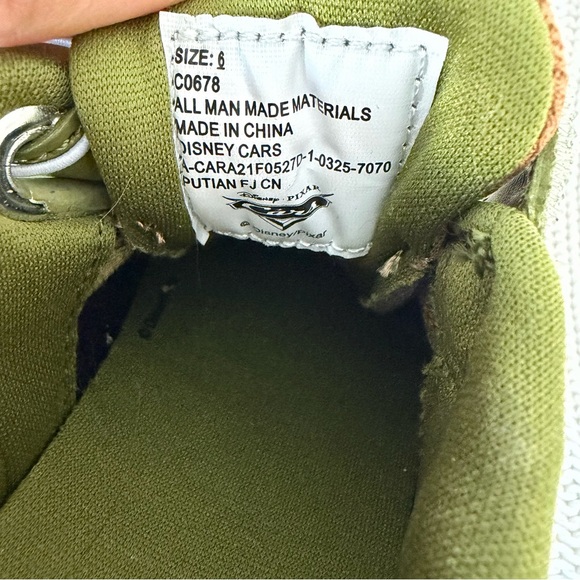 SIZE: 6
C0678
ALL MAN MADE MATERIALS
MADE IN CHINA
DISNEY CARS
A-CARA21F0527D-1-0325-7070
PUTIAN FJ CN
Disney · PIXAR
Cars
© Disney/Pixar